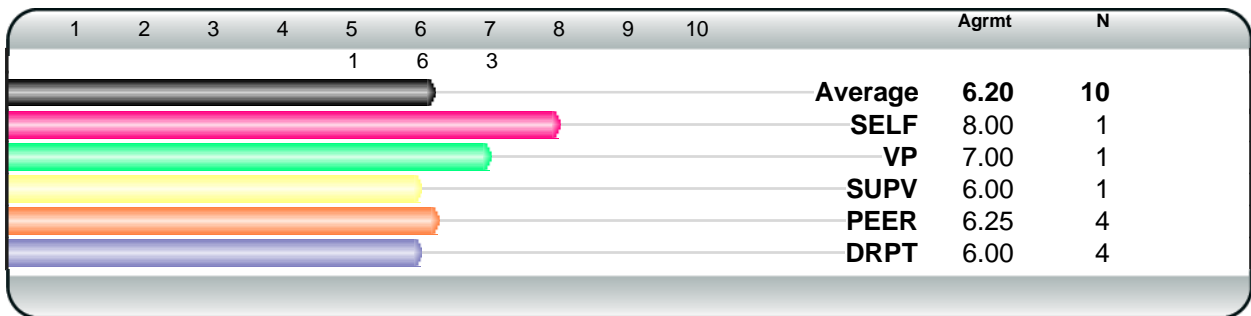 1 2 3 4 5 6 7 8 9 10 Agrmt N
1 6 3
Average 6.20 10
SELF 8.00 1
VP 7.00 1
SUPV 6.00 1
PEER 6.25 4
DRPT 6.00 4